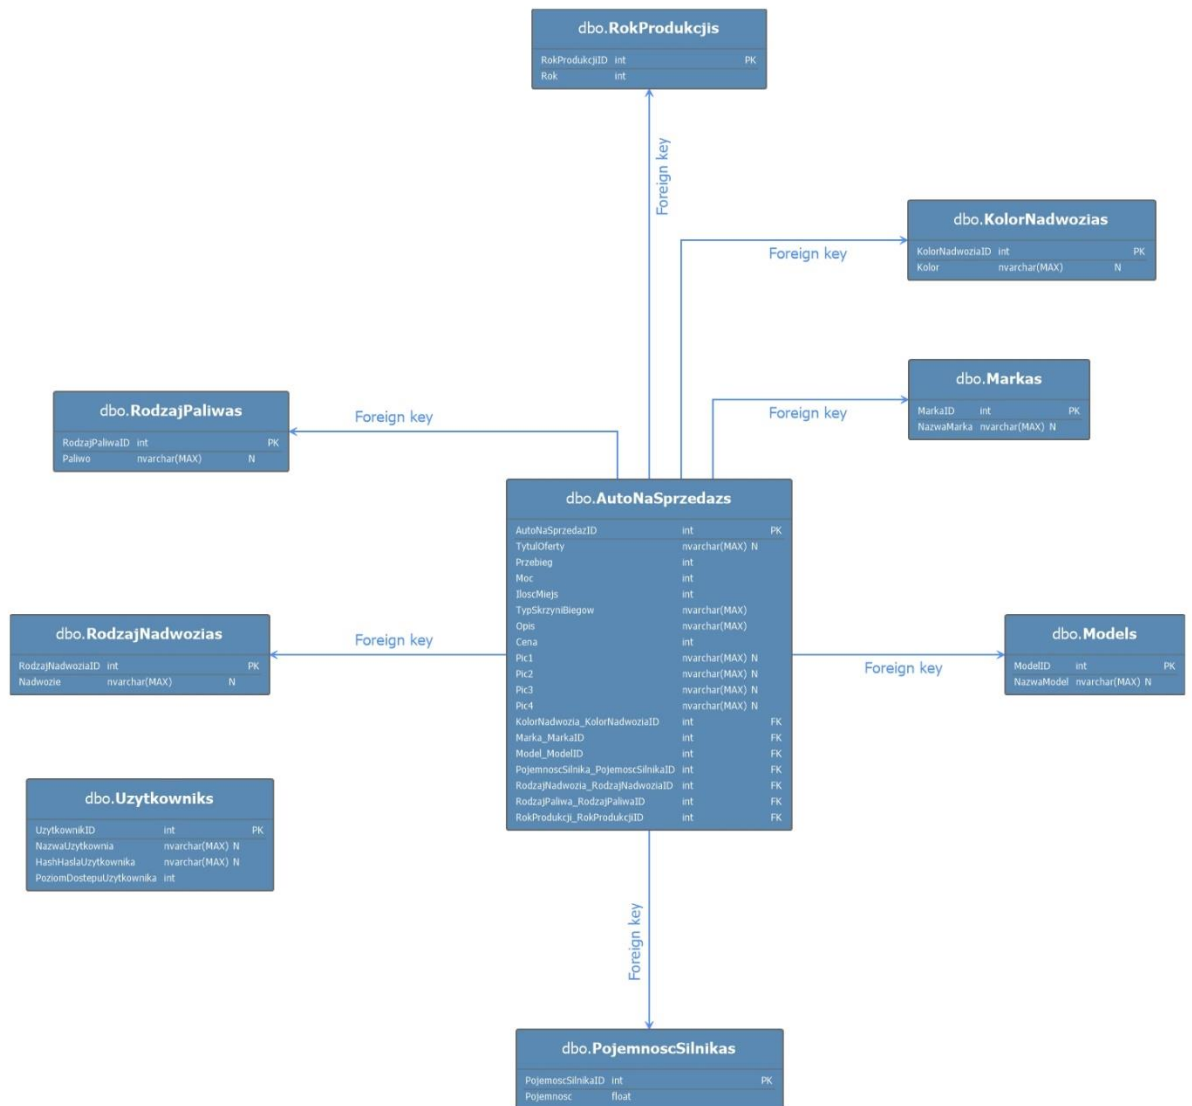 dbo.RokProdukcjis
RokProdukcjiID int PK
Rok int
Foreign key
dbo.KolorNadwozias
KolorNadwoziaID int PK
Kolor nvarchar(MAX) N
Foreign key
dbo.Markas
MarkaID int PK
NazwaMarka nvarchar(MAX) N
Foreign key
dbo.RodzajPaliwas
RodzajPaliwaID int PK
Paliwo nvarchar(MAX) N
Foreign key
dbo.AutoNaSprzedazs
AutoNaSprzedazID int PK
TytulOferty nvarchar(MAX) N
Przebieg int
Moc int
IloscMiejs int
TypSkrzyniBiegow nvarchar(MAX)
Opis nvarchar(MAX)
Cena int
Pic1 nvarchar(MAX) N
Pic2 nvarchar(MAX) N
Pic3 nvarchar(MAX) N
Pic4 nvarchar(MAX) N
KolorNadwozia_KolorNadwoziaID int FK
Marka_MarkaID int FK
Model_ModelID int FK
PojemnoscSilnika_PojemoscSilnikaID int FK
RodzajNadwozia_RodzajNadwoziaID int FK
RodzajPaliwa_RodzajPaliwaID int FK
RokProdukcji_RokProdukcjiID int FK
dbo.RodzajNadwozias
RodzajNadwoziaID int PK
Nadwozie nvarchar(MAX) N
Foreign key
dbo.Models
ModelID int PK
NazwaModel nvarchar(MAX) N
Foreign key
dbo.Uzytkowniks
UzytkownikID int PK
NazwaUzytkownia nvarchar(MAX) N
HashHaslaUzytkownika nvarchar(MAX) N
PoziomDostepuUzytkownika int
Foreign key
dbo.PojemnoscSilnikas
PojemoscSilnikaID int PK
Pojemnosc float